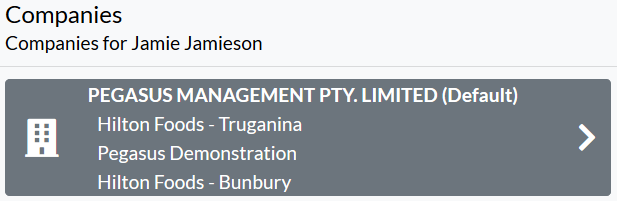 Companies
Companies for Jamie Jamieson
PEGASUS MANAGEMENT PTY. LIMITED (Default)
Hilton Foods - Truganina
Pegasus Demonstration
Hilton Foods - Bunbury